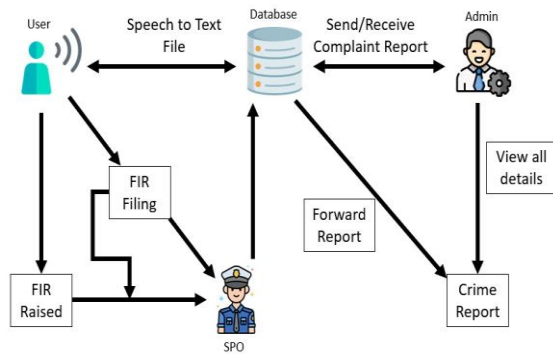 User
Speech to Text
File
Database
Send/Receive
Complaint Report
Admin
FIR
Filing
Forward
Report
View all
details
FIR
Raised
SPO
Crime
Report